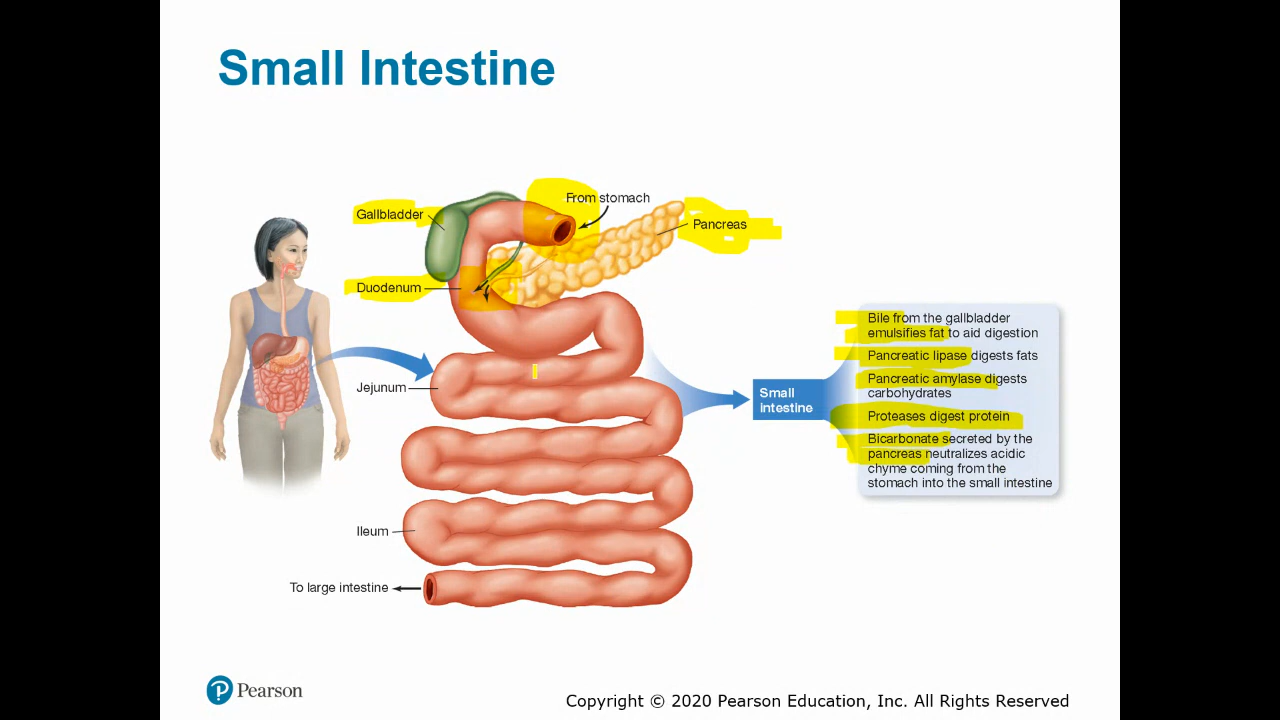 Small Intestine
From stomach
Gallbladder
Pancreas
Duodenum
Jejunum
Ileum
To large intestine
Small
intestine
Bile from the gallbladder
emulsifies fat to aid digestion
Pancreatic lipase digests fats
Pancreatic amylase digests
carbohydrates
Proteases digest protein
Bicarbonate secreted by the
pancreas neutralizes acidic
chyme coming from the
stomach into the small intestine
P Pearson
Copyright © 2020 Pearson Education, Inc. All Rights Reserved